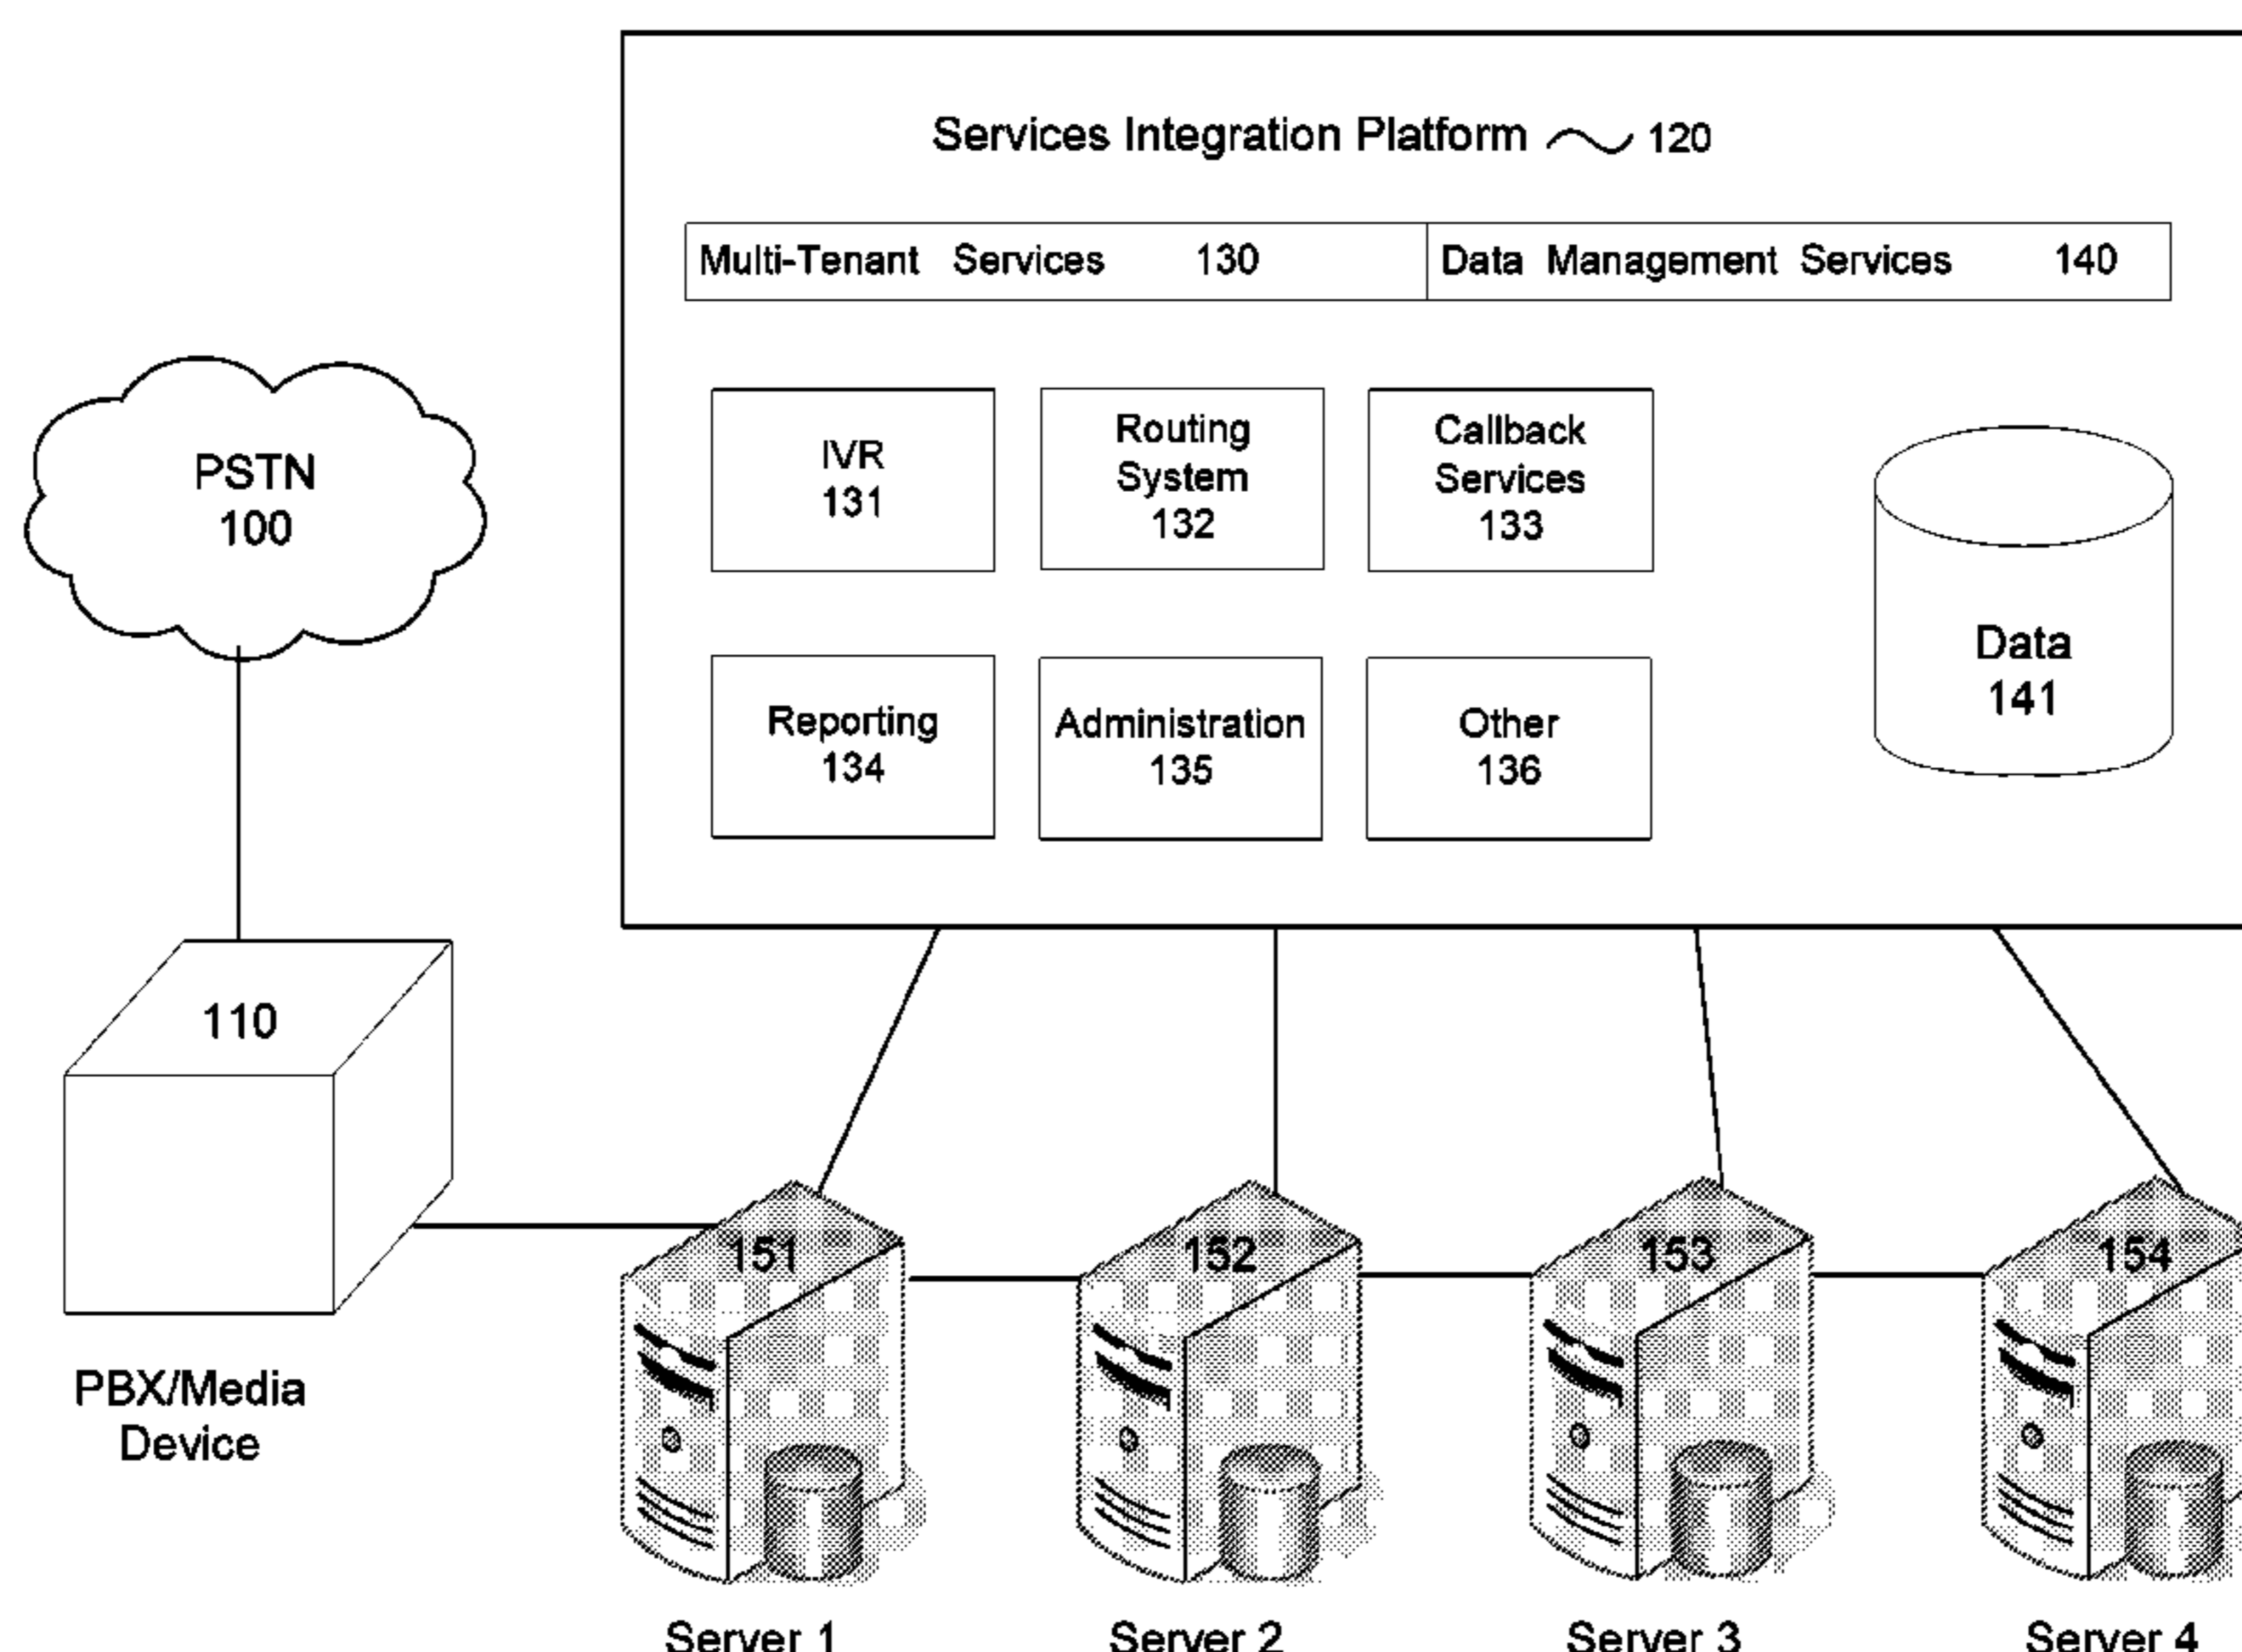 Services Integration Platform 120
Multi-Tenant Services 130
Data Management Services 140
PSTN
100
IVR
131
Routing
System
132
Callback
Services
133
Data
141
Reporting
134
Administration
135
Other
136
110
PBX/Media
Device
151
152
153
154
Server 1
Server 2
Server 3
Server 4